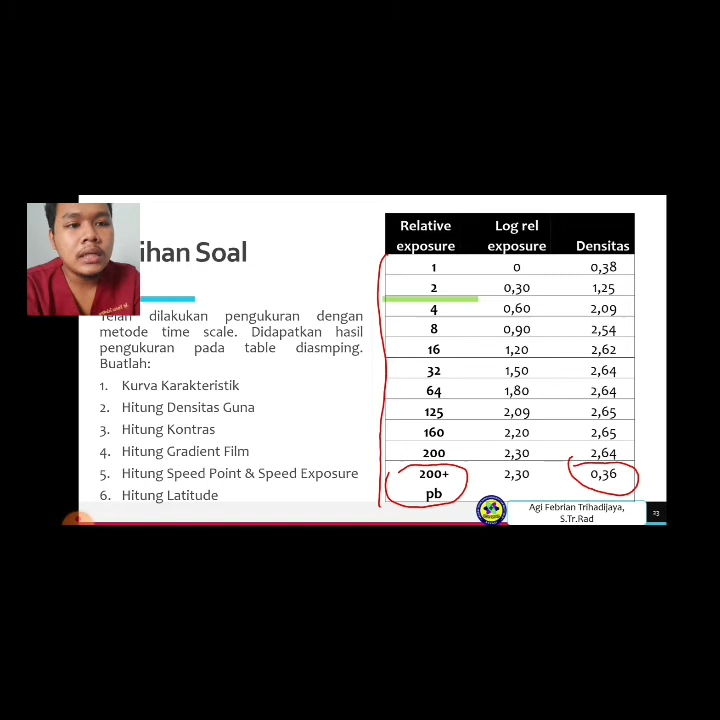 ihan Soal
Telah dilakukan pengukuran dengan
metode time scale. Didapatkan hasil
pengukuran pada table diasmping.
Buatlah:
1. Kurva Karakteristik
2. Hitung Densitas Guna
3. Hitung Kontras
4. Hitung Gradient Film
5. Hitung Speed Point & Speed Exposure
6. Hitung Latitude
Relative exposure Log rel exposure Densitas
1 0 0,38
2 0,30 1,25
4 0,60 2,09
8 0,90 2,54
16 1,20 2,62
32 1,50 2,64
64 1,80 2,64
125 2,09 2,65
160 2,20 2,65
200 2,30 2,64
200+ pb 2,30 0,36
Agi Febrian Trihadijaya,
S.Tr.Rad
23